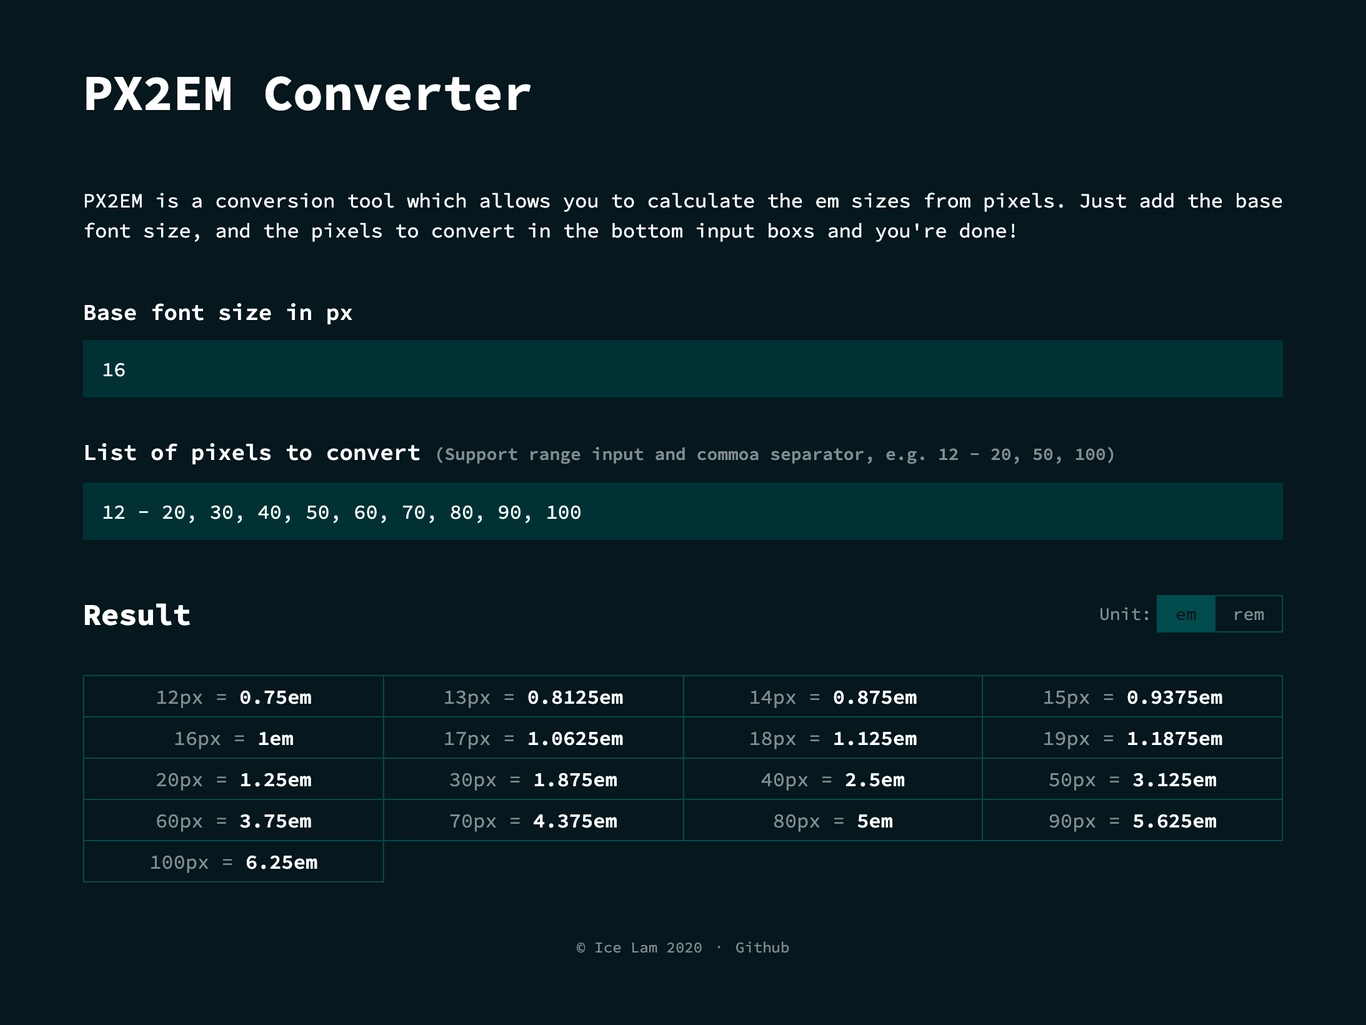 PX2EM Converter
PX2EM is a conversion tool which allows you to calculate the em sizes from pixels. Just add the base
font size, and the pixels to convert in the bottom input boxs and you're done!
Base font size in px
16
List of pixels to convert (Support range input and commoa separator, e.g. 12 - 20, 50, 100)
12 - 20, 30, 40, 50, 60, 70, 80, 90, 100
Result Unit: em rem
12px = 0.75em 13px = 0.8125em 14px = 0.875em 15px = 0.9375em
16px = 1em 17px = 1.0625em 18px = 1.125em 19px = 1.1875em
20px = 1.25em 30px = 1.875em 40px = 2.5em 50px = 3.125em
60px = 3.75em 70px = 4.375em 80px = 5em 90px = 5.625em
100px = 6.25em
© Ice Lam 2020 · Github